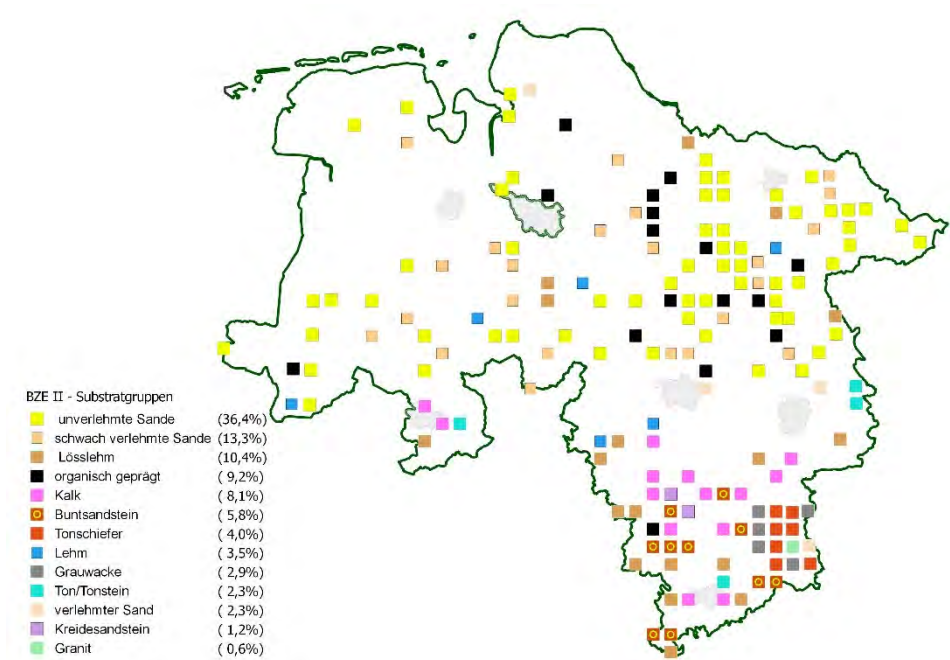 BZE II - Substratgruppen
unverlehmte Sande (36,4%)
schwach verlehmte Sande (13,3%)
Lösslehm (10,4%)
organisch geprägt ( 9,2%)
Kalk ( 8,1%)
Buntsandstein ( 5,8%)
Tonschiefer ( 4,0%)
Lehm ( 3,5%)
Grauwacke ( 2,9%)
Ton/Tonstein ( 2,3%)
verlehmter Sand ( 2,3%)
Kreidesandstein ( 1,2%)
Granit ( 0,6%)